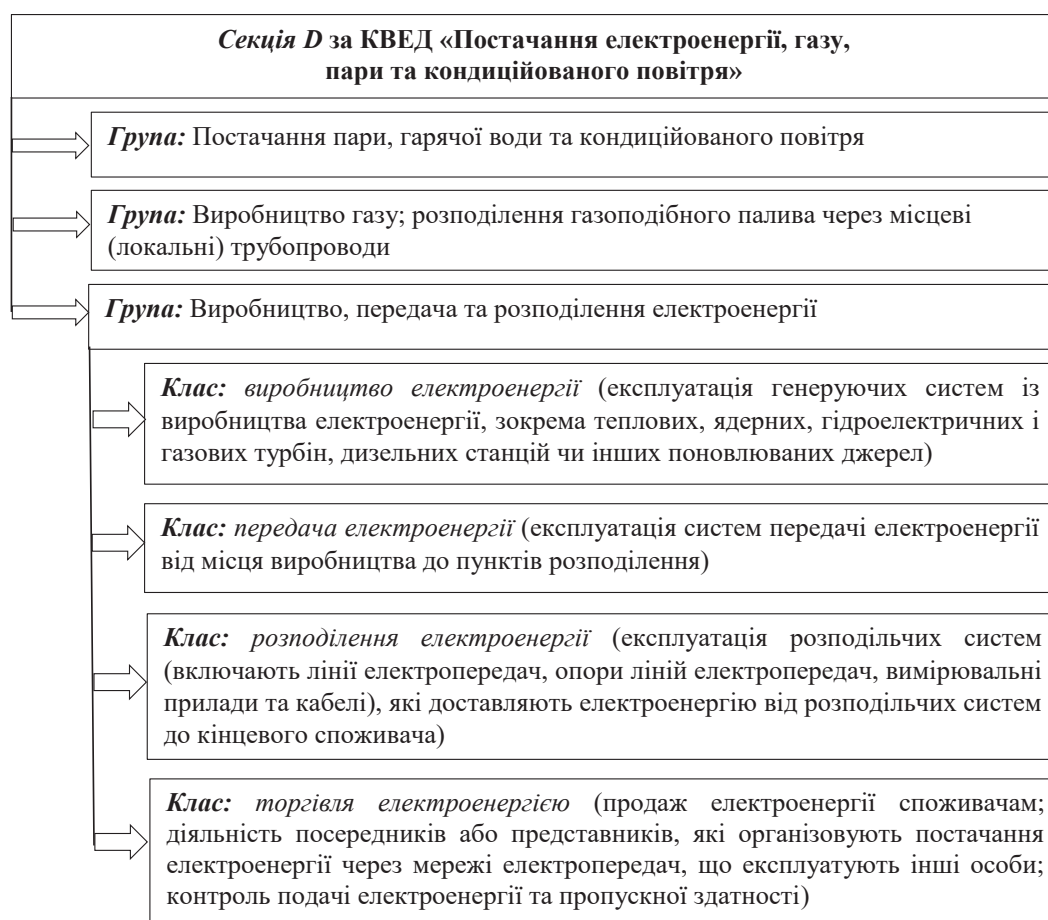 Секція D за КВЕД «Постачання електроенергії, газу,
пари та кондиційованого повітря»
Група: Постачання пари, гарячої води та кондиційованого повітря
Група: Виробництво газу; розподілення газоподібного палива через місцеві
(локальні) трубопроводи
Група: Виробництво, передача та розподілення електроенергії
Клас: виробництво електроенергії (експлуатація генеруючих систем із
виробництва електроенергії, зокрема теплових, ядерних, гідроелектричних і
газових турбін, дизельних станцій чи інших поновлюваних джерел)
Клас: передача електроенергії (експлуатація систем передачі електроенергії
від місця виробництва до пунктів розподілення)
Клас: розподілення електроенергії (експлуатація розподільчих систем
(включають лінії електропередач, опори ліній електропередач, вимірювальні
прилади та кабелі), які доставляють електроенергію від розподільчих систем
до кінцевого споживача)
Клас: торгівля електроенергією (продаж електроенергії споживачам;
діяльність посередників або представників, які організовують постачання
електроенергії через мережі електропередач, що експлуатують інші особи;
контроль подачі електроенергії та пропускної здатності)